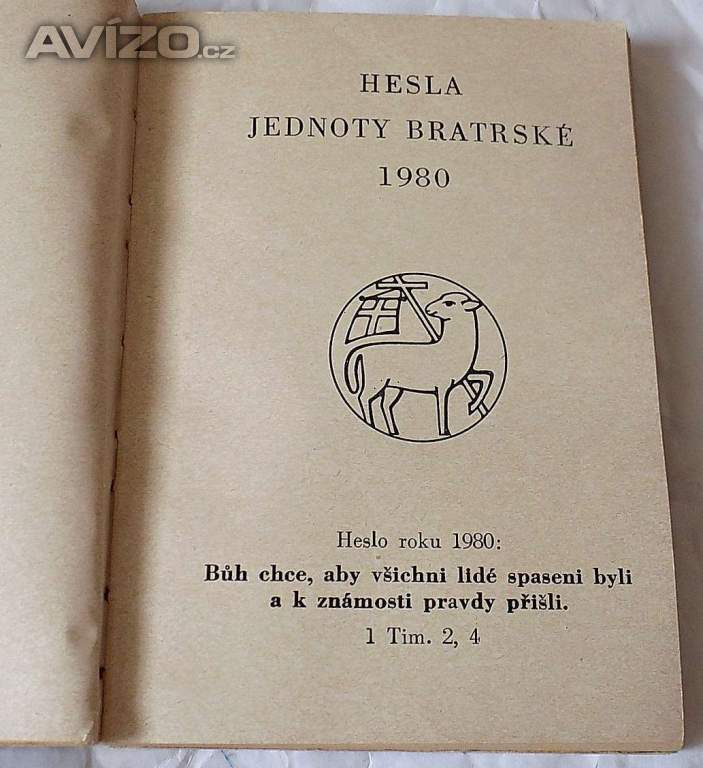 AVÍZO.cz
HESLA
JEDNOTY BRATRSKÉ
1980
Heslo roku 1980:
Bůh chce, aby všichni lidé spaseni byli
a k známosti pravdy přišli.
1 Tim. 2, 4